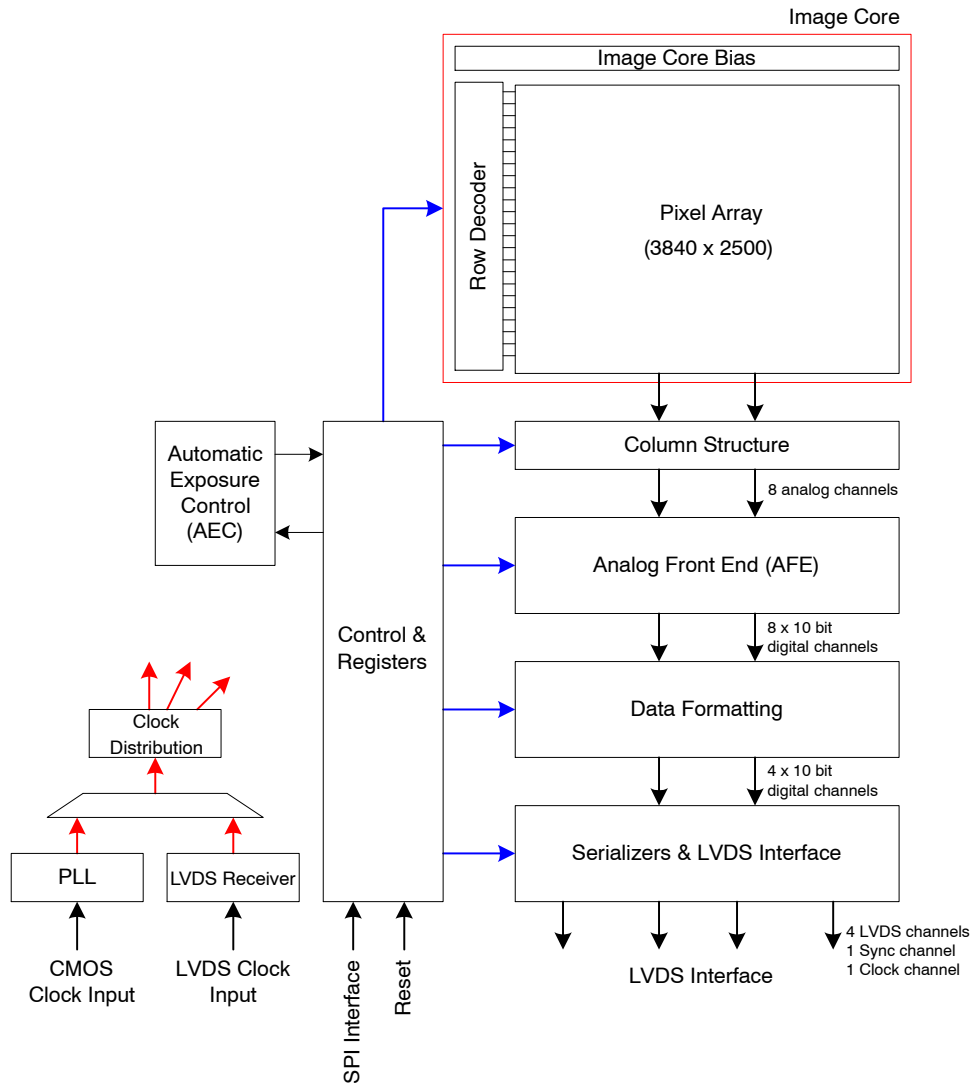 Image Core
Image Core Bias
Row Decoder
Pixel Array
(3840 x 2500)
Automatic
Exposure
Control
(AEC)
Column Structure
8 analog channels
Analog Front End (AFE)
8 x 10 bit
digital channels
Control &
Registers
Data Formatting
4 x 10 bit
digital channels
Clock
Distribution
Serializers & LVDS Interface
PLL
LVDS Receiver
CMOS
Clock Input
LVDS Clock
Input
SPI Interface
Reset
LVDS Interface
4 LVDS channels
1 Sync channel
1 Clock channel